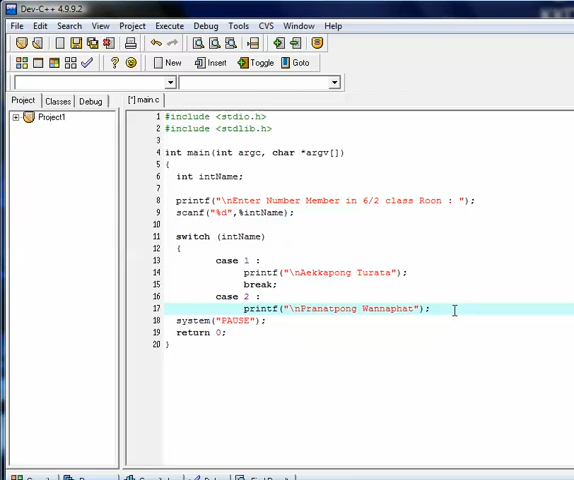 Dev-C++ 4.9.9.2
File Edit Search View Project Execute Debug Tools CVS Window Help
New Insert Toggle Goto
Project Classes Debug [*] main.c
Project1
1 #include <stdio.h>
2 #include <stdlib.h>
3
4 int main(int argc, char *argv[])
5 {
6 int intName;
7
8 printf("\nEnter Number Member in 6/2 class Roon : ");
9 scanf("%d",%intName);
10
11 switch (intName)
12 {
13 case 1 :
14 printf("\nAekkapong Turata");
15 break;
16 case 2 :
17 printf("\nPranatpong Wannaphat");
18 system("PAUSE");
19 return 0;
20 }